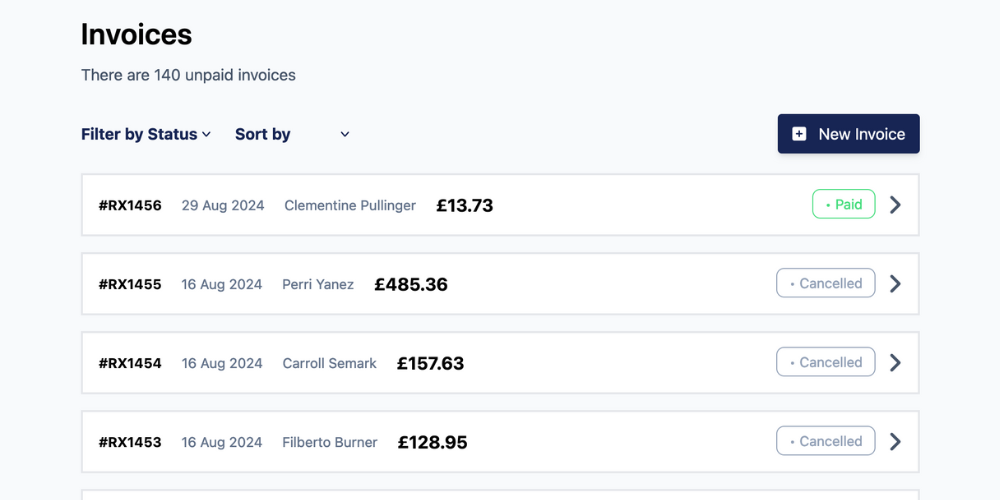 Invoices
There are 140 unpaid invoices
Filter by Status Sort by New Invoice
#RX1456 29 Aug 2024 Clementine Pullinger £13.73 • Paid
#RX1455 16 Aug 2024 Perri Yanez £485.36 • Cancelled
#RX1454 16 Aug 2024 Carroll Semark £157.63 • Cancelled
#RX1453 16 Aug 2024 Filberto Burner £128.95 • Cancelled